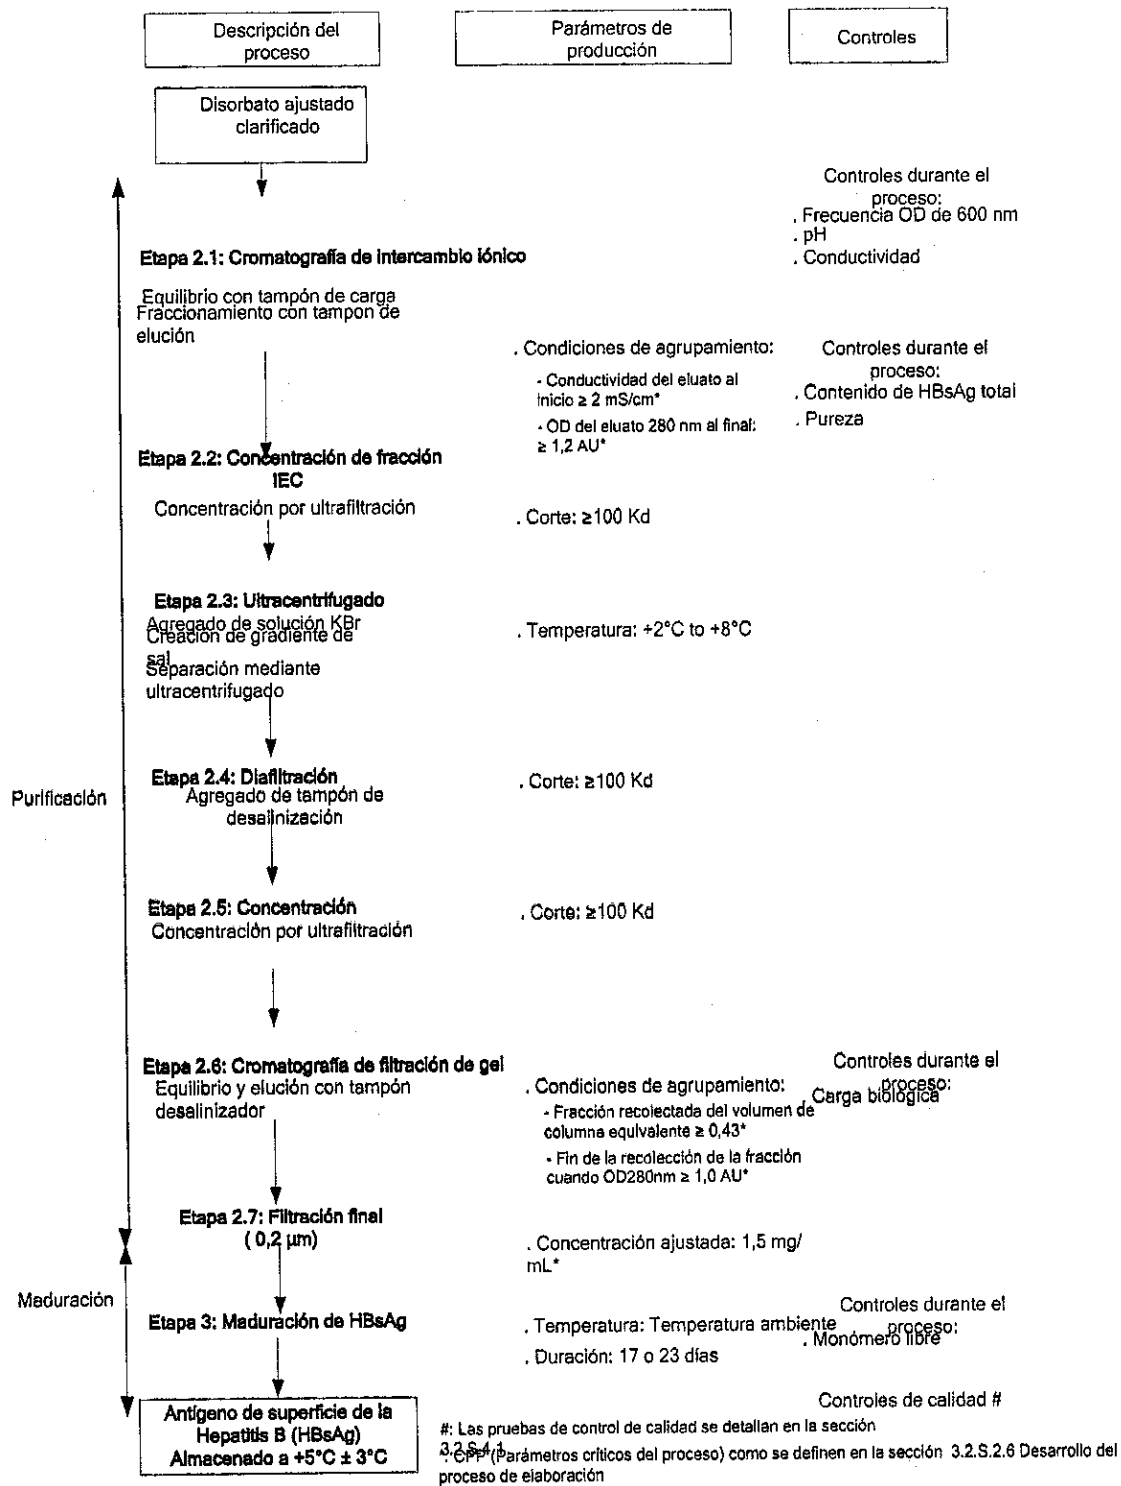 Descripción del
proceso
Parámetros de
producción
Controles
Disorbato ajustado
clarificado
Controles durante el
proceso:
. Frecuencia OD de 600 nm
. pH
. Conductividad
Etapa 2.1: Cromatografía de intercambio iónico
Equilibrio con tampón de carga
Fraccionamiento con tampon de
elución
. Condiciones de agrupamiento:
- Conductividad del eluato al
inicio ≥ 2 mS/cm*
- OD del eluato 280 nm al final:
≥ 1,2 AU*
Controles durante el
proceso:
. Contenido de HBsAg total
. Pureza
Etapa 2.2: Concentración de fracción
IEC
Concentración por ultrafiltración
. Corte: ≥100 Kd
Etapa 2.3: Ultracentrifugado
Agregado de solución KBr
Creación de gradiente de
sal
Separación mediante
ultracentrifugado
. Temperatura: +2°C to +8°C
Purificación
Etapa 2.4: Diafiltración
Agregado de tampón de
desalinización
. Corte: ≥100 Kd
Etapa 2.5: Concentración
Concentración por ultrafiltración
. Corte: ≥100 Kd
Etapa 2.6: Cromatografía de filtración de gel
Equilibrio y elución con tampón
desalinizador
. Condiciones de agrupamiento:
- Fracción recolectada del volumen de
columna equivalente ≥ 0,43*
- Fin de la recolección de la fracción
cuando OD280nm ≥ 1,0 AU*
Controles durante el
proceso:
. Carga biológica
Etapa 2.7: Filtración final
( 0,2 µm)
. Concentración ajustada: 1,5 mg/
mL*
Maduración
Etapa 3: Maduración de HBsAg
. Temperatura: Temperatura ambiente
. Duración: 17 o 23 días
Controles durante el
proceso:
. Monómero libre
Controles de calidad #
Antígeno de superficie de la
Hepatitis B (HBsAg)
Almacenado a +5°C ± 3°C
#: Las pruebas de control de calidad se detallan en la sección
3.2.S.4.1
*: CPP (Parámetros críticos del proceso) como se definen en la sección 3.2.S.2.6 Desarrollo del
proceso de elaboración